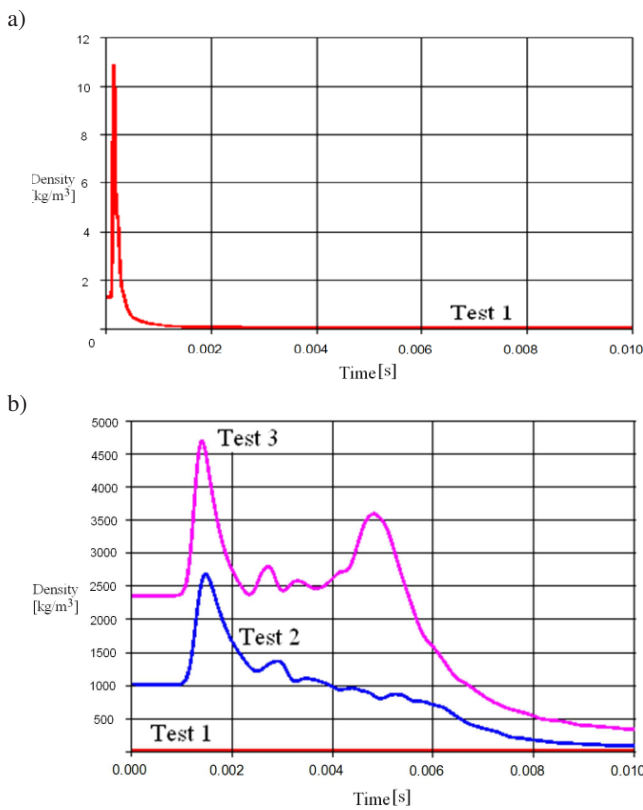 a)
12
10
8
Density
[kg/m³]
6
4
2
Test 1
0
0.002
0.004
0.006
0.008
0.010
Time[s]
b)
5000
4500
Test 3
4000
3500
3000
2500
Density
[kg/m³]
2000
Test 2
1500
1000
500
Test 1
0.000
0.002
0.004
0.006
0.008
0.010
Time[s]